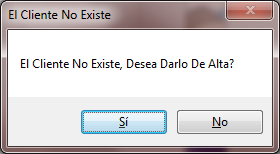 El Cliente No Existe
El Cliente No Existe, Desea Darlo De Alta?
Sí
No